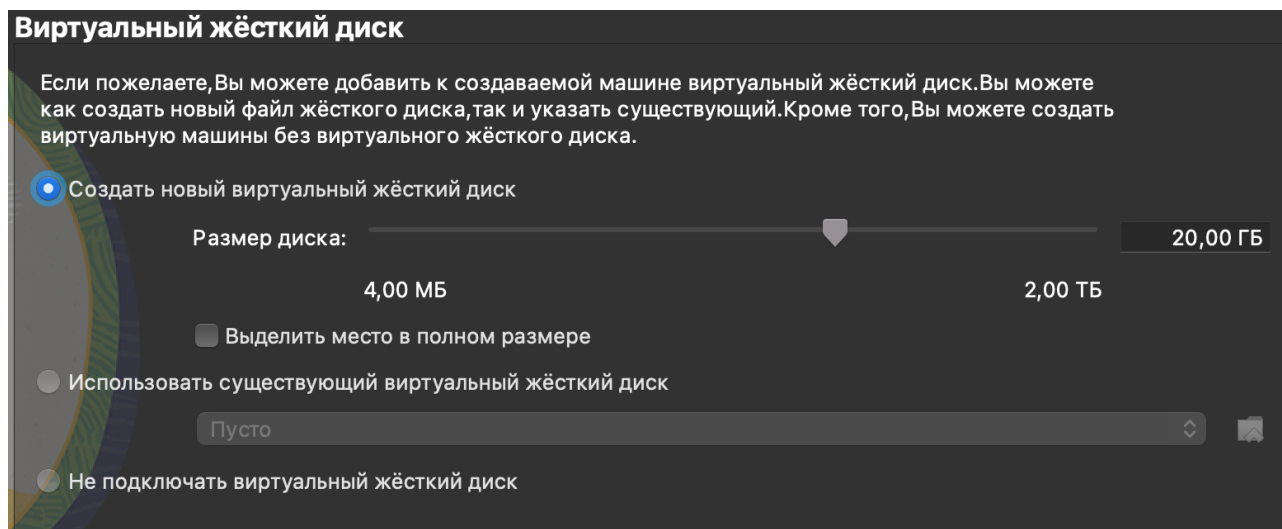 Виртуальный жёсткий диск
Если пожелаете,Вы можете добавить к создаваемой машине виртуальный жёсткий диск.Вы можете
как создать новый файл жёсткого диска,так и указать существующий.Кроме того,Вы можете создать
виртуальную машины без виртуального жёсткого диска.
Создать новый виртуальный жёсткий диск
Размер диска: 20,00 ГБ
4,00 МБ 2,00 ТБ
Выделить место в полном размере
Использовать существующий виртуальный жёсткий диск
Пусто
Не подключать виртуальный жёсткий диск